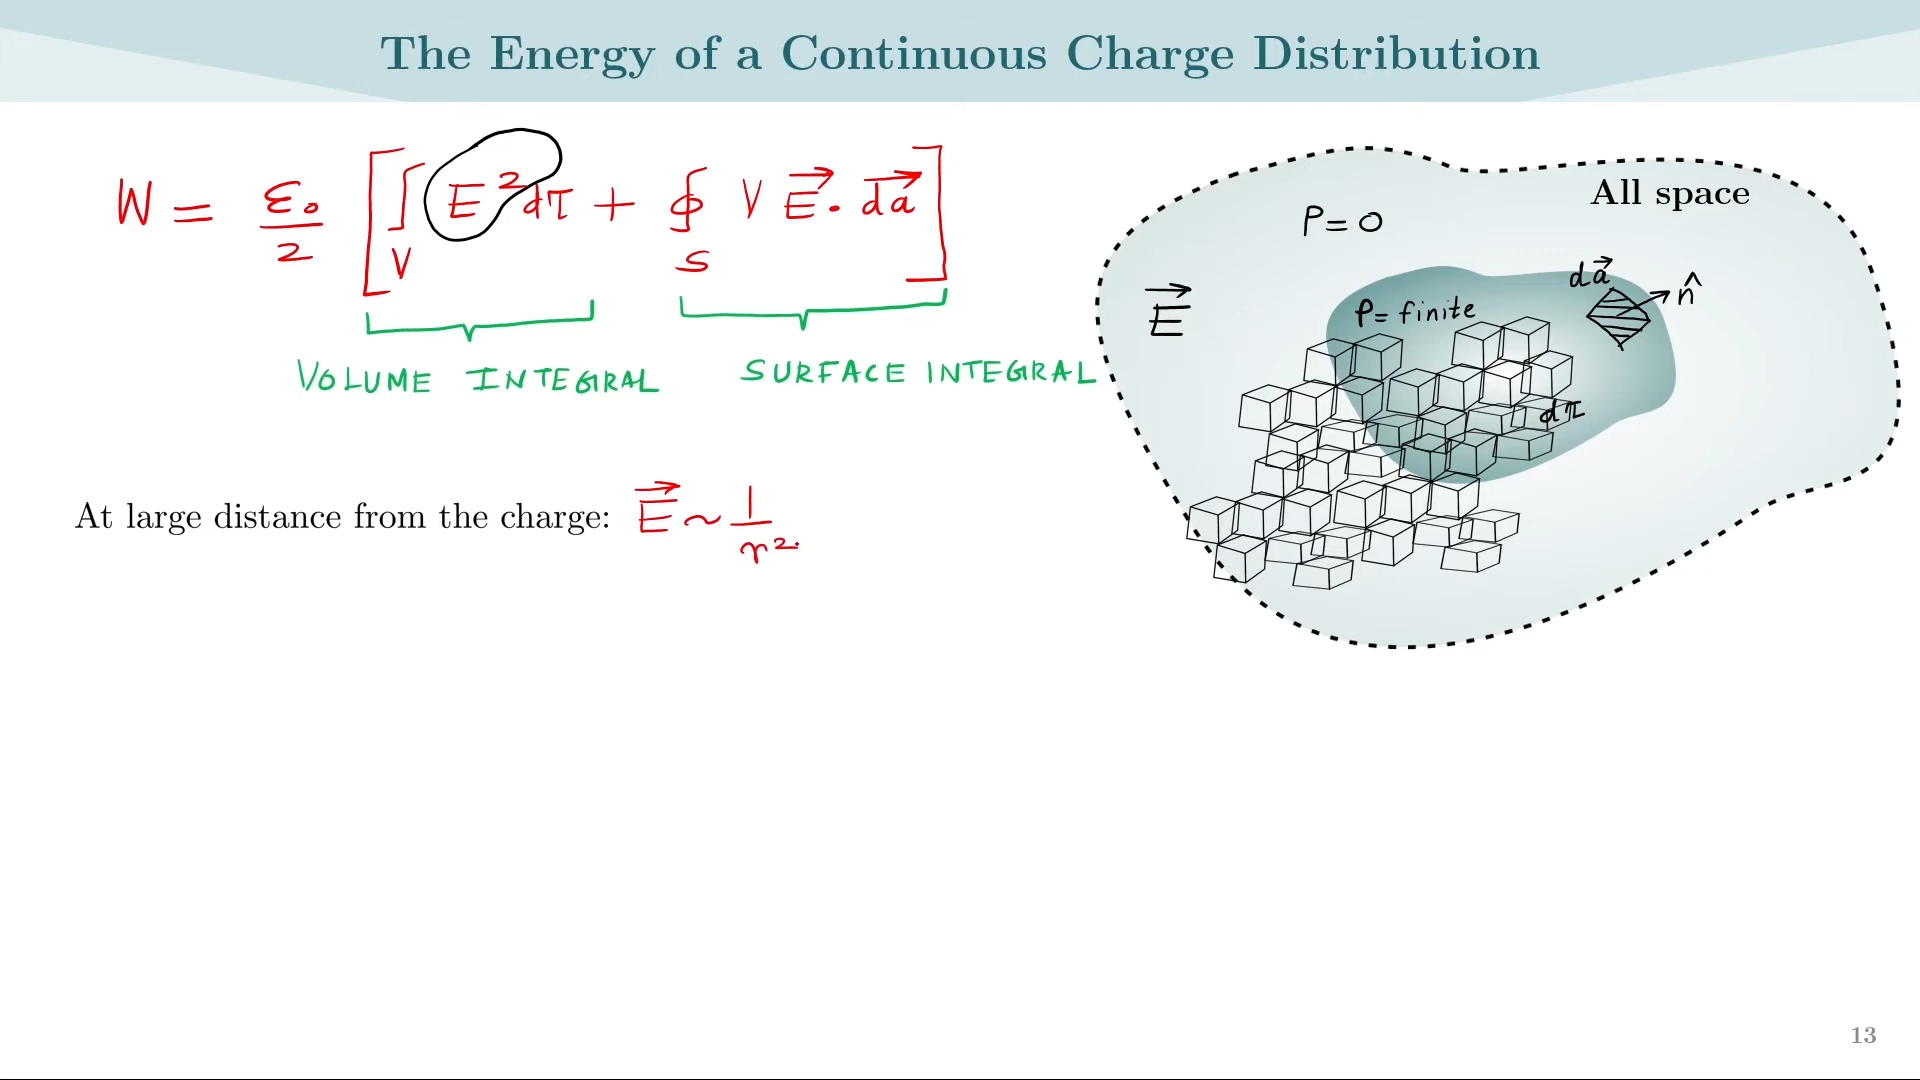 The Energy of a Continuous Charge Distribution
W = ε₀/2 [ ∫_V E² dτ + ∮_S V E⃗ · da⃗ ]
VOLUME INTEGRAL
SURFACE INTEGRAL
At large distance from the charge: E⃗ ~ 1/r²
All space
ρ = 0
E⃗
da⃗
n̂
ρ = finite
dτ
13